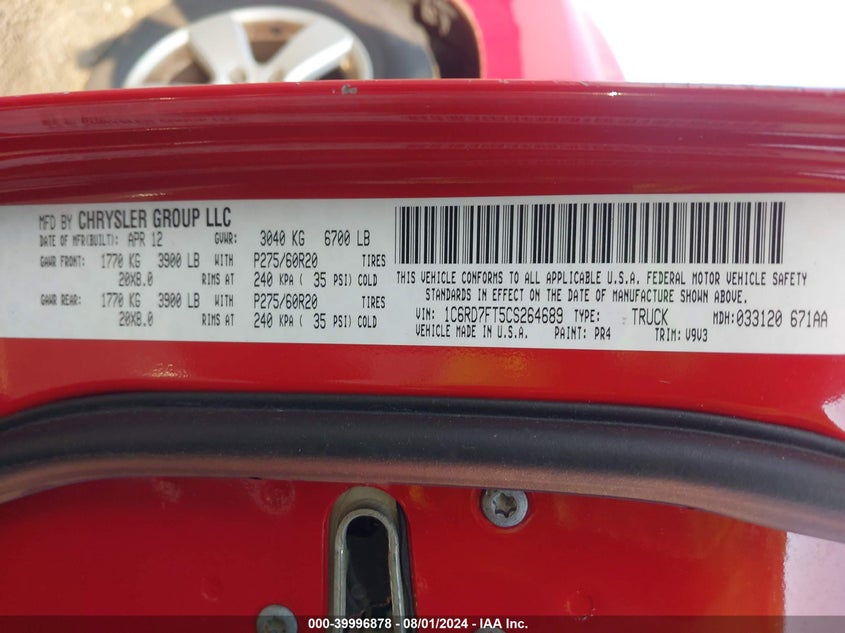 MFD BY CHRYSLER GROUP LLC
DATE OF MFR(BUILT): APR 12 GVWR: 3040 KG 6700 LB
GAWR FRONT: 1770 KG 3900 LB WITH P275/60R20 TIRES
20X8.0 RIMS AT 240 KPA ( 35 PSI) COLD
GAWR REAR: 1770 KG 3900 LB WITH P275/60R20 TIRES
20X8.0 RIMS AT 240 KPA ( 35 PSI) COLD
THIS VEHICLE CONFORMS TO ALL APPLICABLE U.S.A. FEDERAL MOTOR VEHICLE SAFETY
STANDARDS IN EFFECT ON THE DATE OF MANUFACTURE SHOWN ABOVE.
VIN: 1C6RD7FT5CS264689 TYPE: TRUCK MDH: 033120 671AA
VEHICLE MADE IN U.S.A. PAINT: PR4 TRIM: V9V3
000-39996878 - 08/01/2024 - IAA Inc.